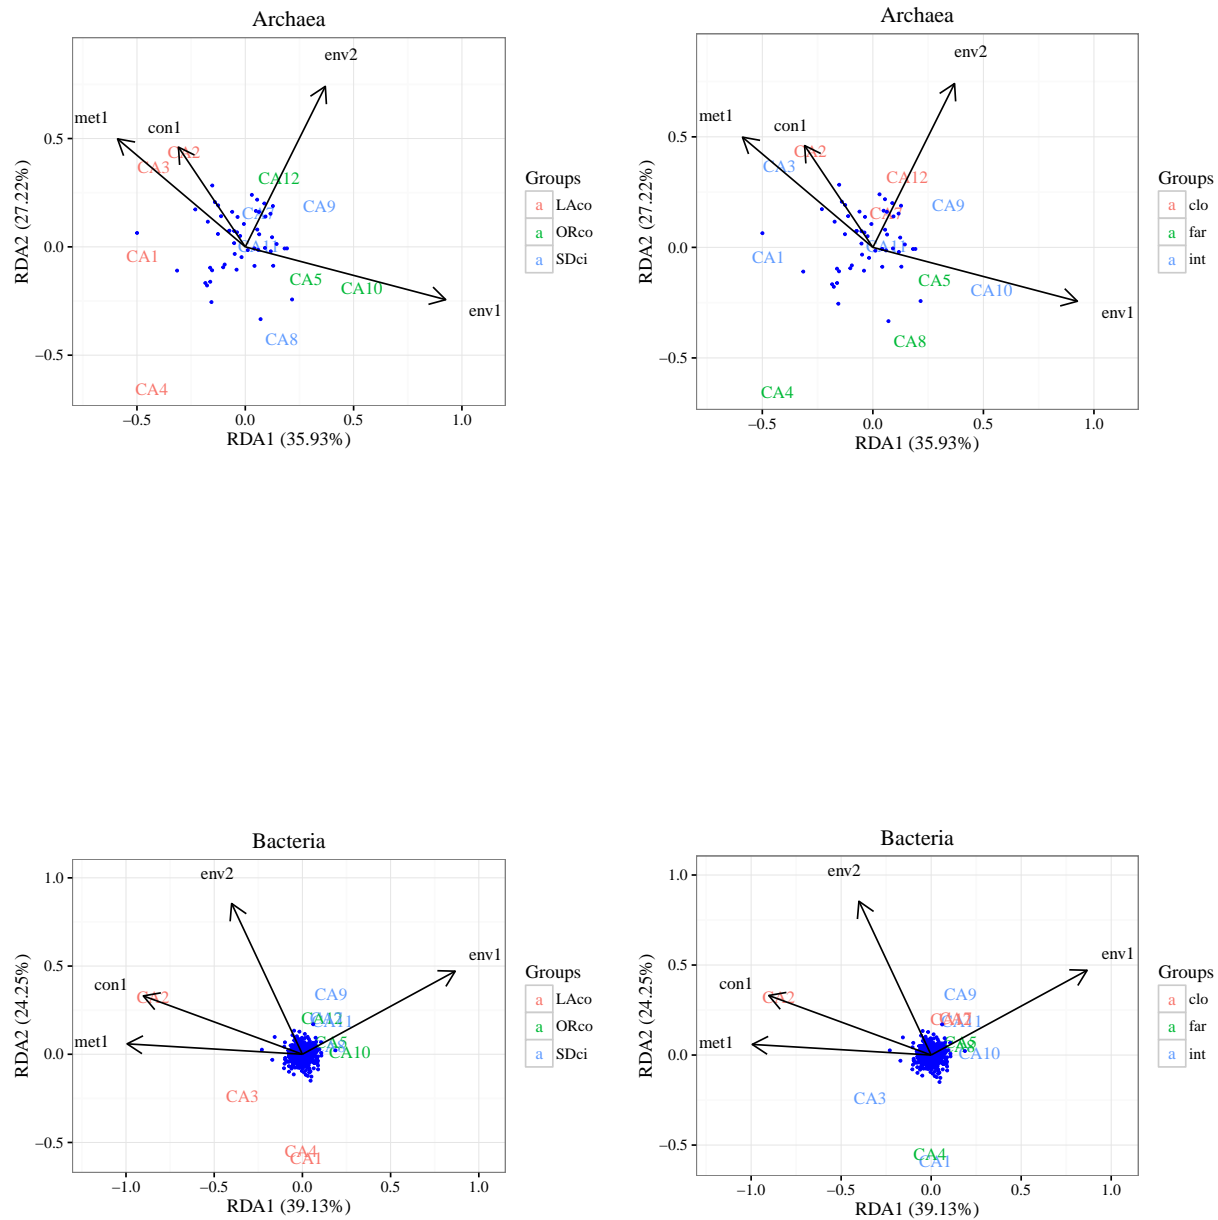 Archaea
env2
met1
con1
CA2
CA3
CA12
CA9
CA11
CA1
CA5
CA10
env1
CA8
CA4
0.5
0.0
−0.5
−0.5
0.0
0.5
1.0
RDA1 (35.93%)
RDA2 (27.22%)
Groups
a LAco
a ORco
a SDci
Archaea
env2
met1
con1
CA2
CA3
CA12
CA9
CA11
CA1
CA5
CA10
env1
CA8
CA4
0.5
0.0
−0.5
−0.5
0.0
0.5
1.0
RDA1 (35.93%)
RDA2 (27.22%)
Groups
a clo
a far
a int
Bacteria
env2
env1
con1
CA2
CA9
CA12
CA11
met1
CA5
CA10
CA3
CA4
CA1
1.0
0.5
0.0
−0.5
−1.0
−0.5
0.0
0.5
1.0
RDA1 (39.13%)
RDA2 (24.25%)
Groups
a LAco
a ORco
a SDci
Bacteria
env2
env1
con1
CA2
CA9
CA11
met1
CA5
CA10
CA3
CA4
CA1
1.0
0.5
0.0
−0.5
−1.0
−0.5
0.0
0.5
1.0
RDA1 (39.13%)
RDA2 (24.25%)
Groups
a clo
a far
a int